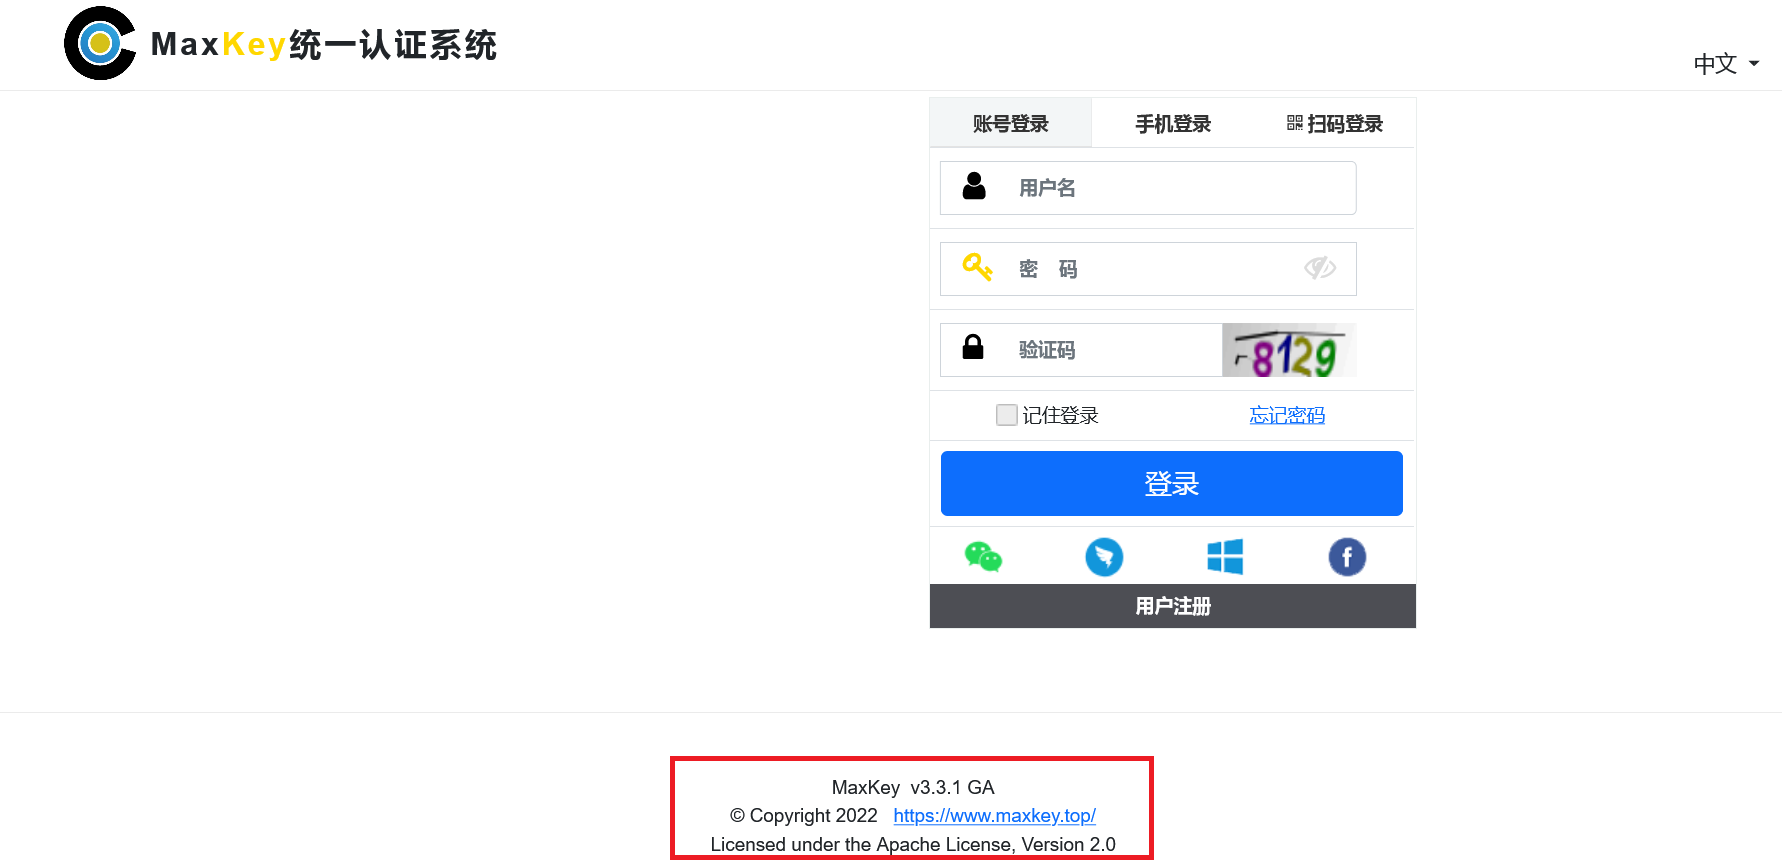 MaxKey统一认证系统
中文
账号登录 手机登录 扫码登录
用户名
密 码
验证码 8129
记住登录 忘记密码
登录
用户注册
MaxKey v3.3.1 GA
© Copyright 2022 https://www.maxkey.top/
Licensed under the Apache License, Version 2.0